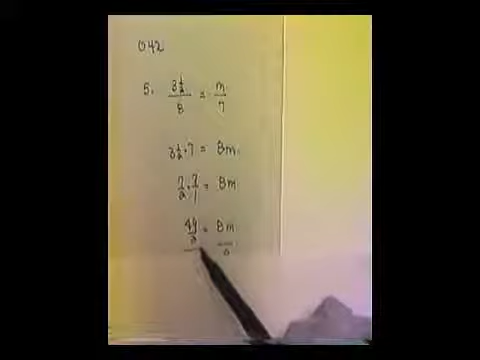 042
5. 3½/8 = m/7
3½ · 7 = 8m
7/2 · 7/1 = 8m
49/2 = 8m